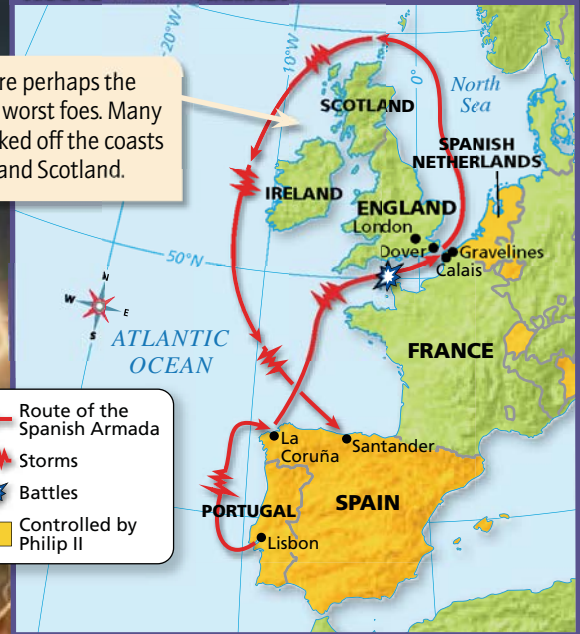 re perhaps the
worst foes. Many
ked off the coasts
and Scotland.
20°W
10°W
0°
North
Sea
SCOTLAND
SPANISH
NETHERLANDS
IRELAND
ENGLAND
London
Dover
Gravelines
Calais
50°N
N
W
E
S
ATLANTIC
OCEAN
FRANCE
Route of the
Spanish Armada
Storms
Battles
Controlled by
Philip II
La
Coruña
Santander
PORTUGAL
SPAIN
Lisbon